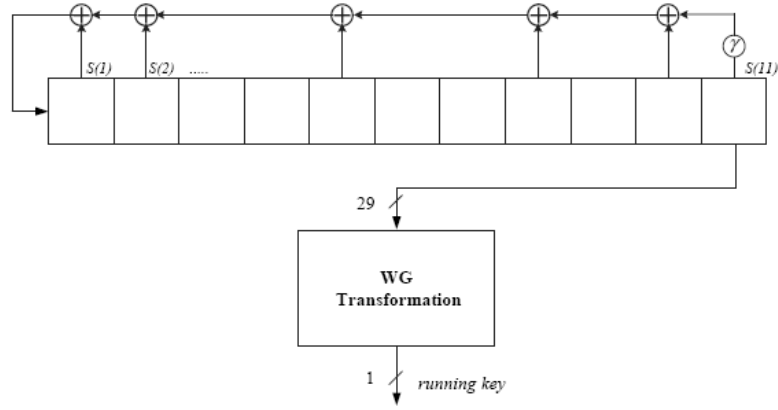 γ
S(1) S(2) ..... S(11)
29
WG
Transformation
1
running key